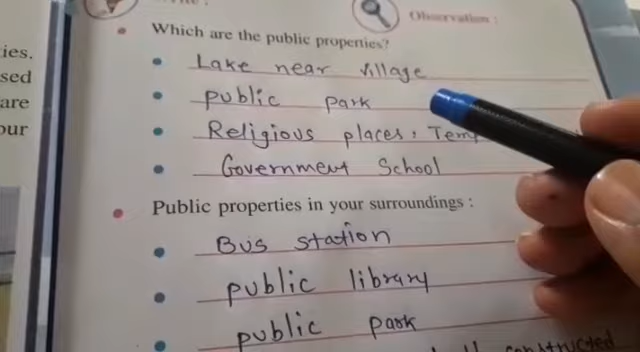 Observation :
Which are the public properties?
Lake near village
public park
Religious places :
Government School
Public properties in your surroundings :
Bus station
public library
public park
constructed
ies.
sed
are
our